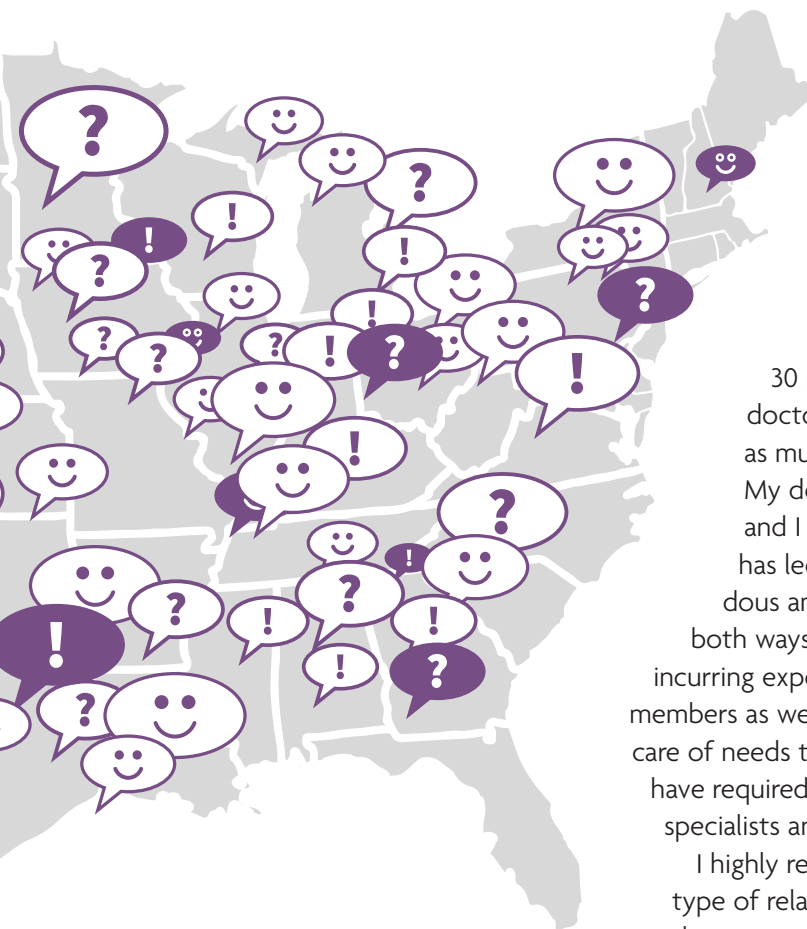 30
docto
as mu
My do
and I
has led
dous an
both ways
incurring expe
members as we
care of needs t
have required
specialists an
I highly re
type of rela